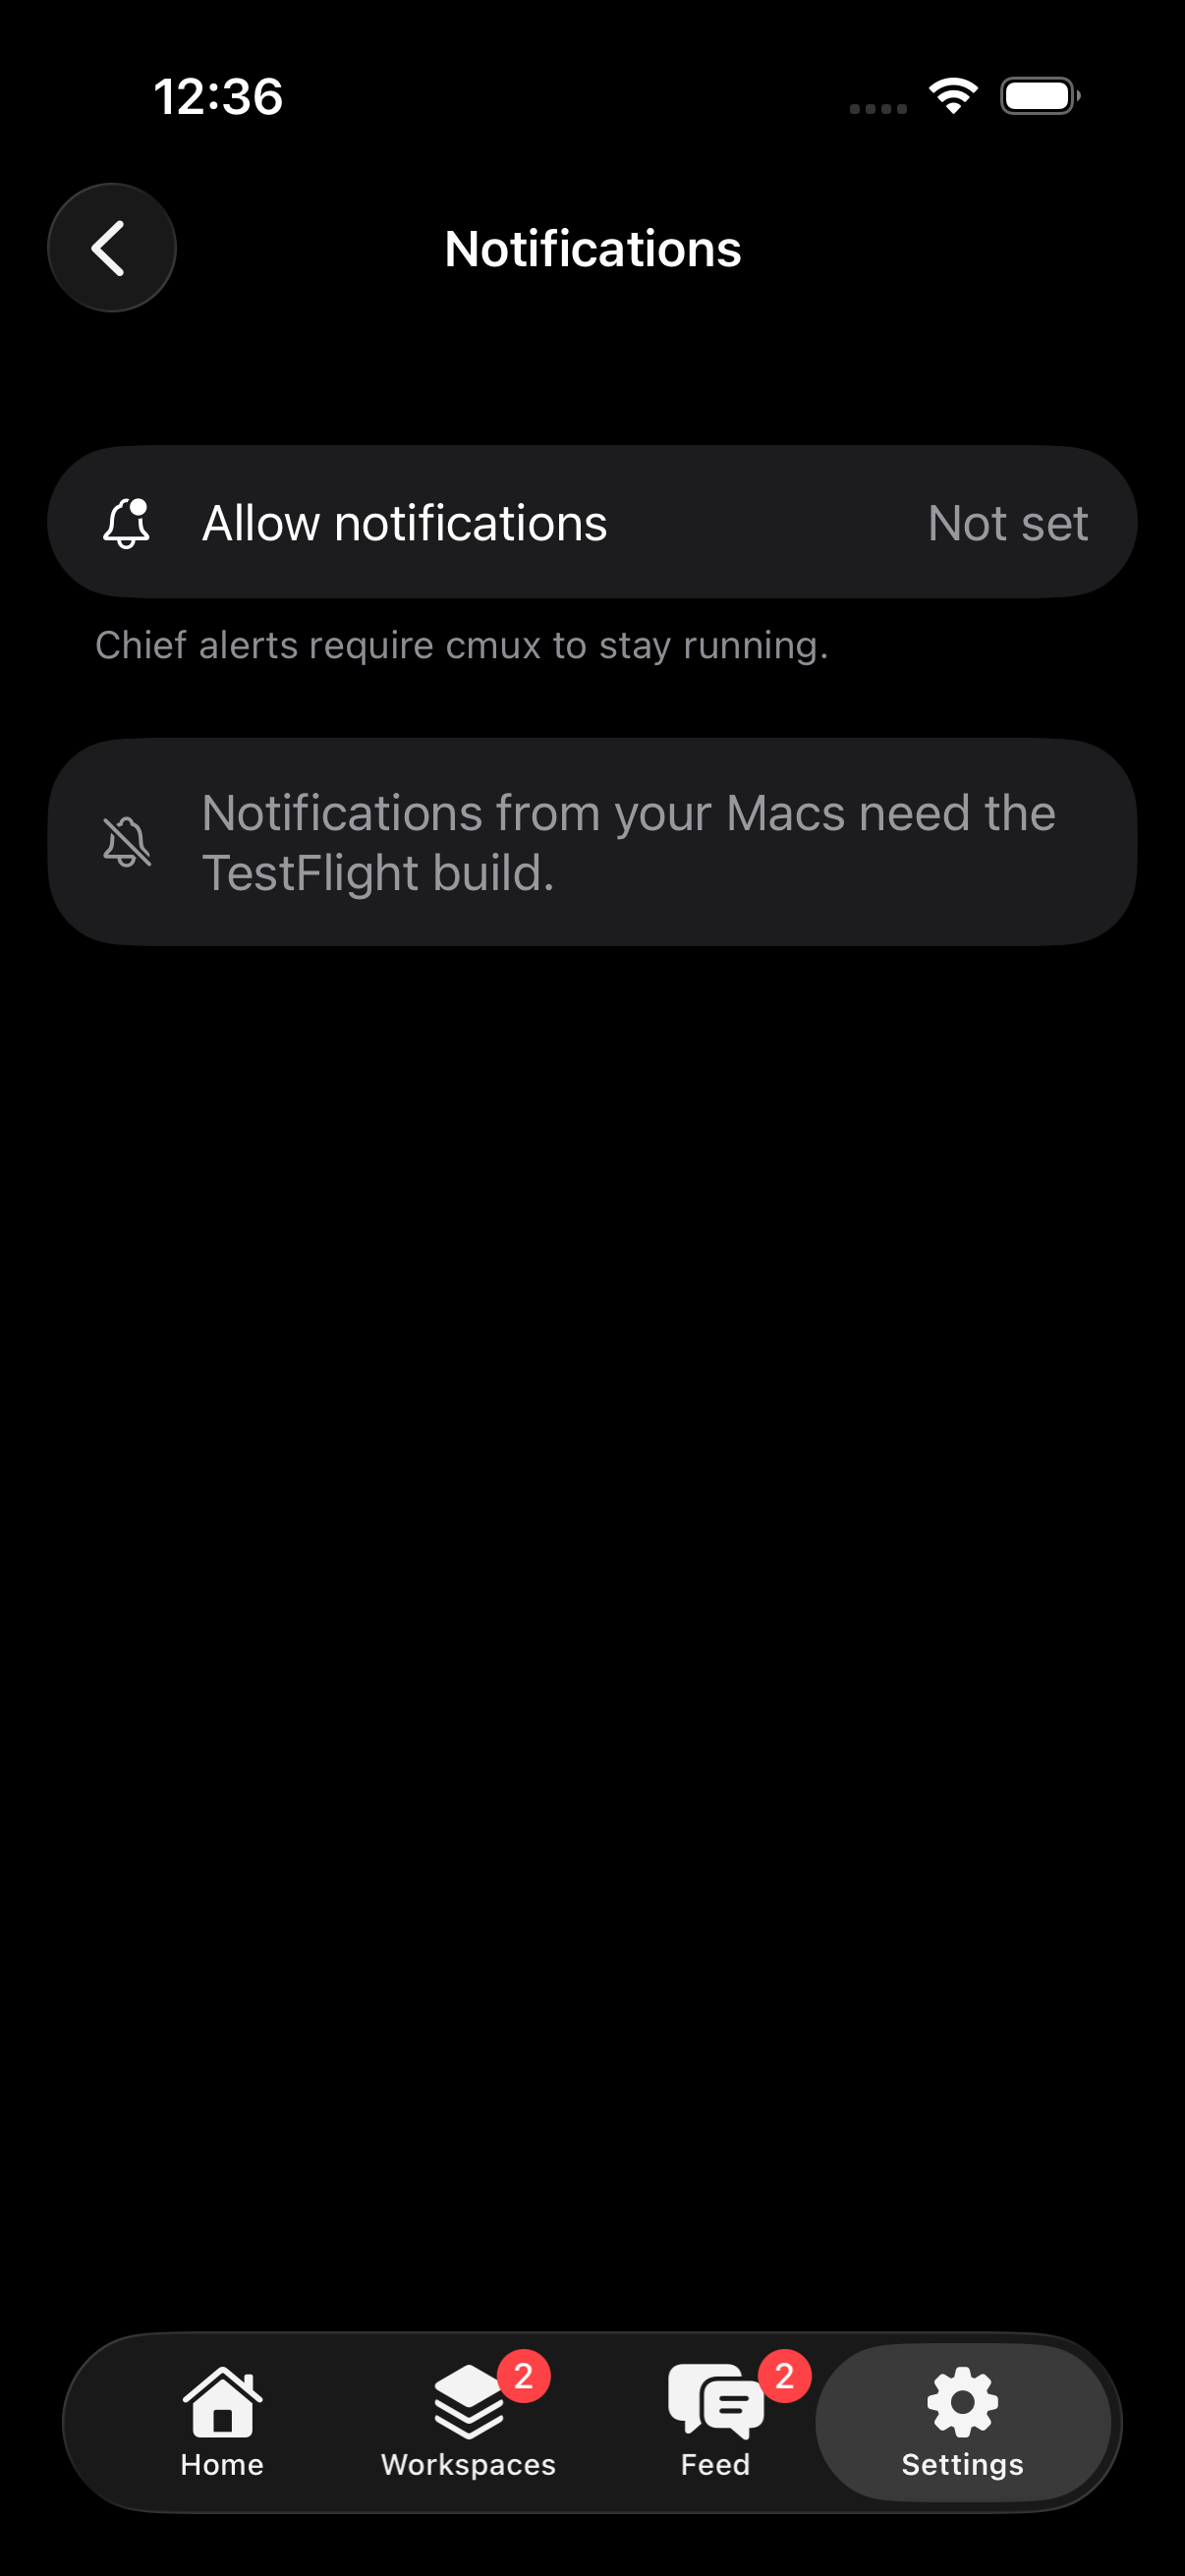 12:36
Notifications
Allow notifications
Not set
Chief alerts require cmux to stay running.
Notifications from your Macs need the
TestFlight build.
2
2
Home
Workspaces
Feed
Settings